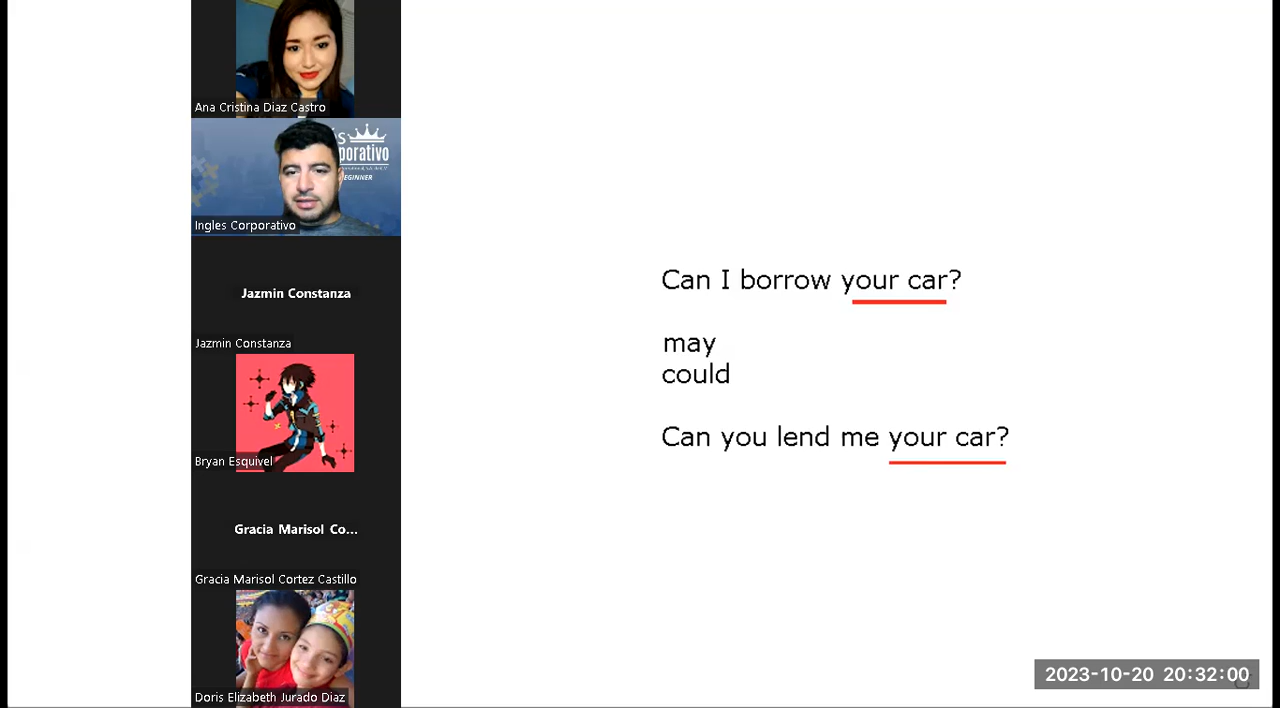 Ana Cristina Diaz Castro
s
porativo
EGINNER
Ingles Corporativo
Jazmin Constanza
Jazmin Constanza
Bryan Esquivel
Gracia Marisol Co...
Gracia Marisol Cortez Castillo
Doris Elizabeth Jurado Diaz
Can I borrow your car?
may
could
Can you lend me your car?
2023-10-20 20:32:00